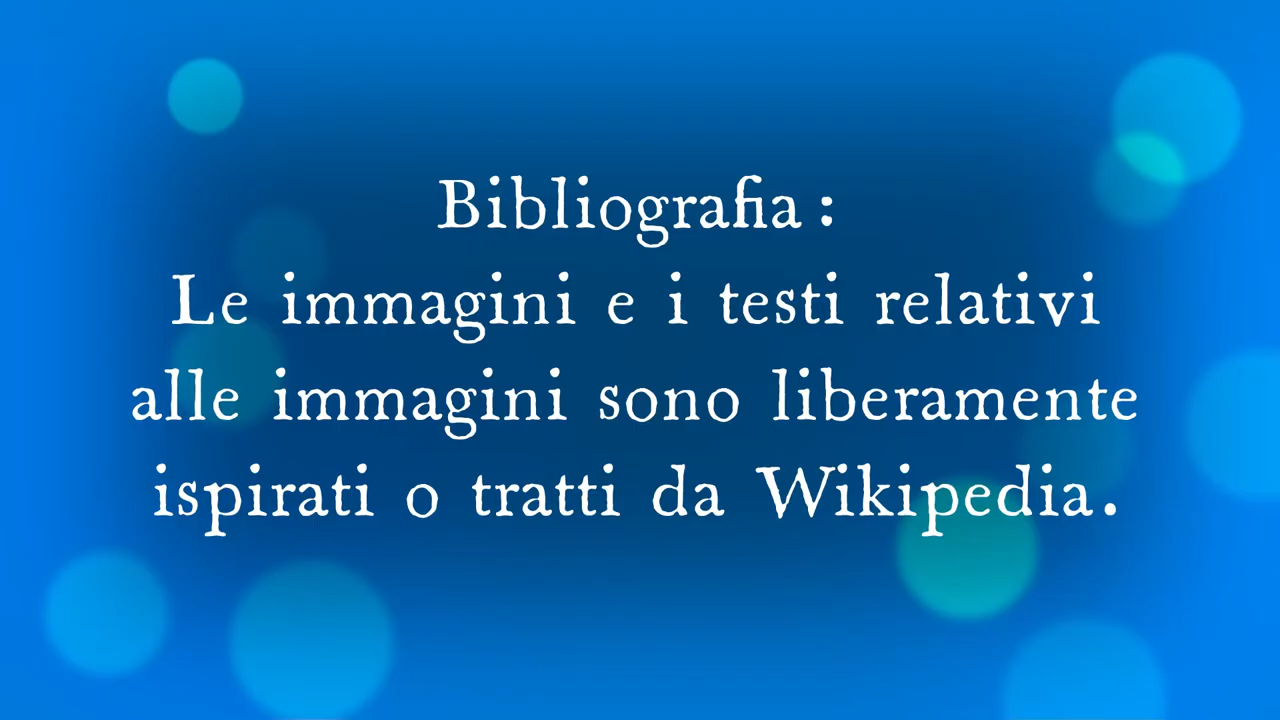 Bibliografia:
Le immagini e i testi relativi
alle immagini sono liberamente
ispirati o tratti da Wikipedia.